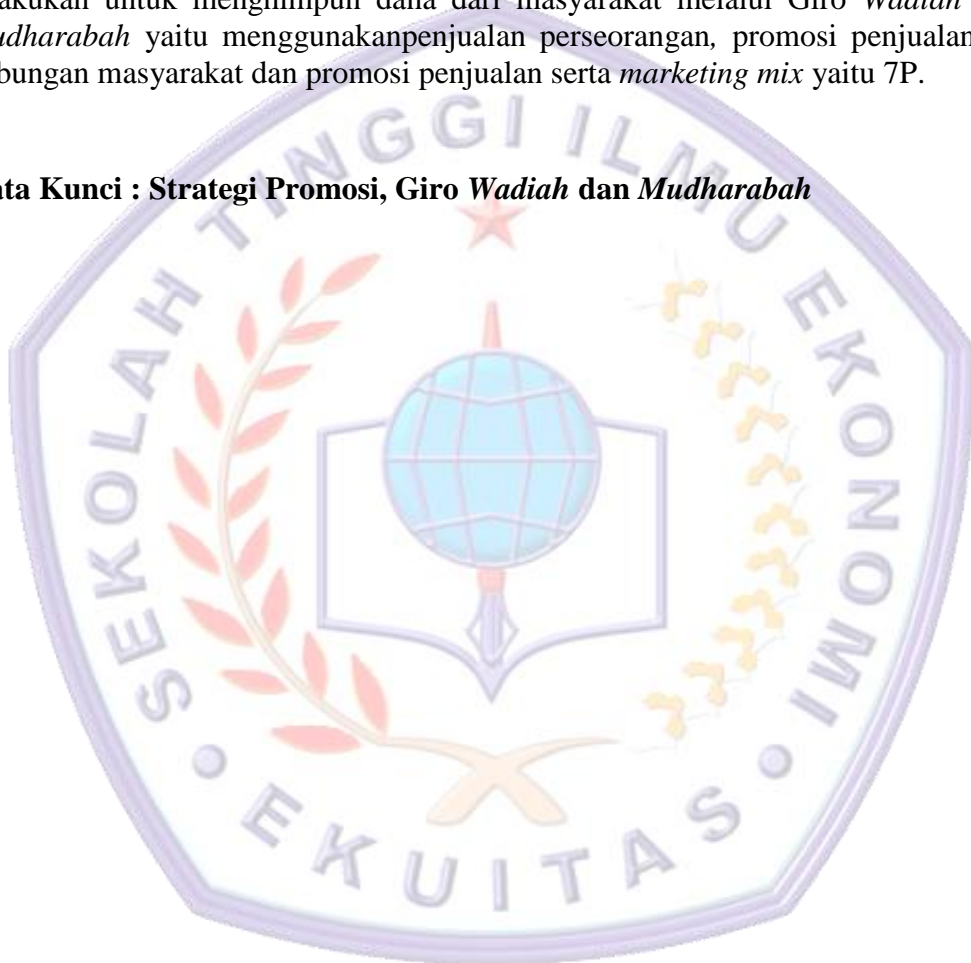 akukan untuk menghimpun dana dari masyarakat melalui Giro Wadiah
udharabah yaitu menggunakanpenjualan perseorangan, promosi penjualan
bungan masyarakat dan promosi penjualan serta marketing mix yaitu 7P.
ata Kunci : Strategi Promosi, Giro Wadiah dan Mudharabah
SEKOLAH TINGGI ILMU EKONOMI
EKUITAS